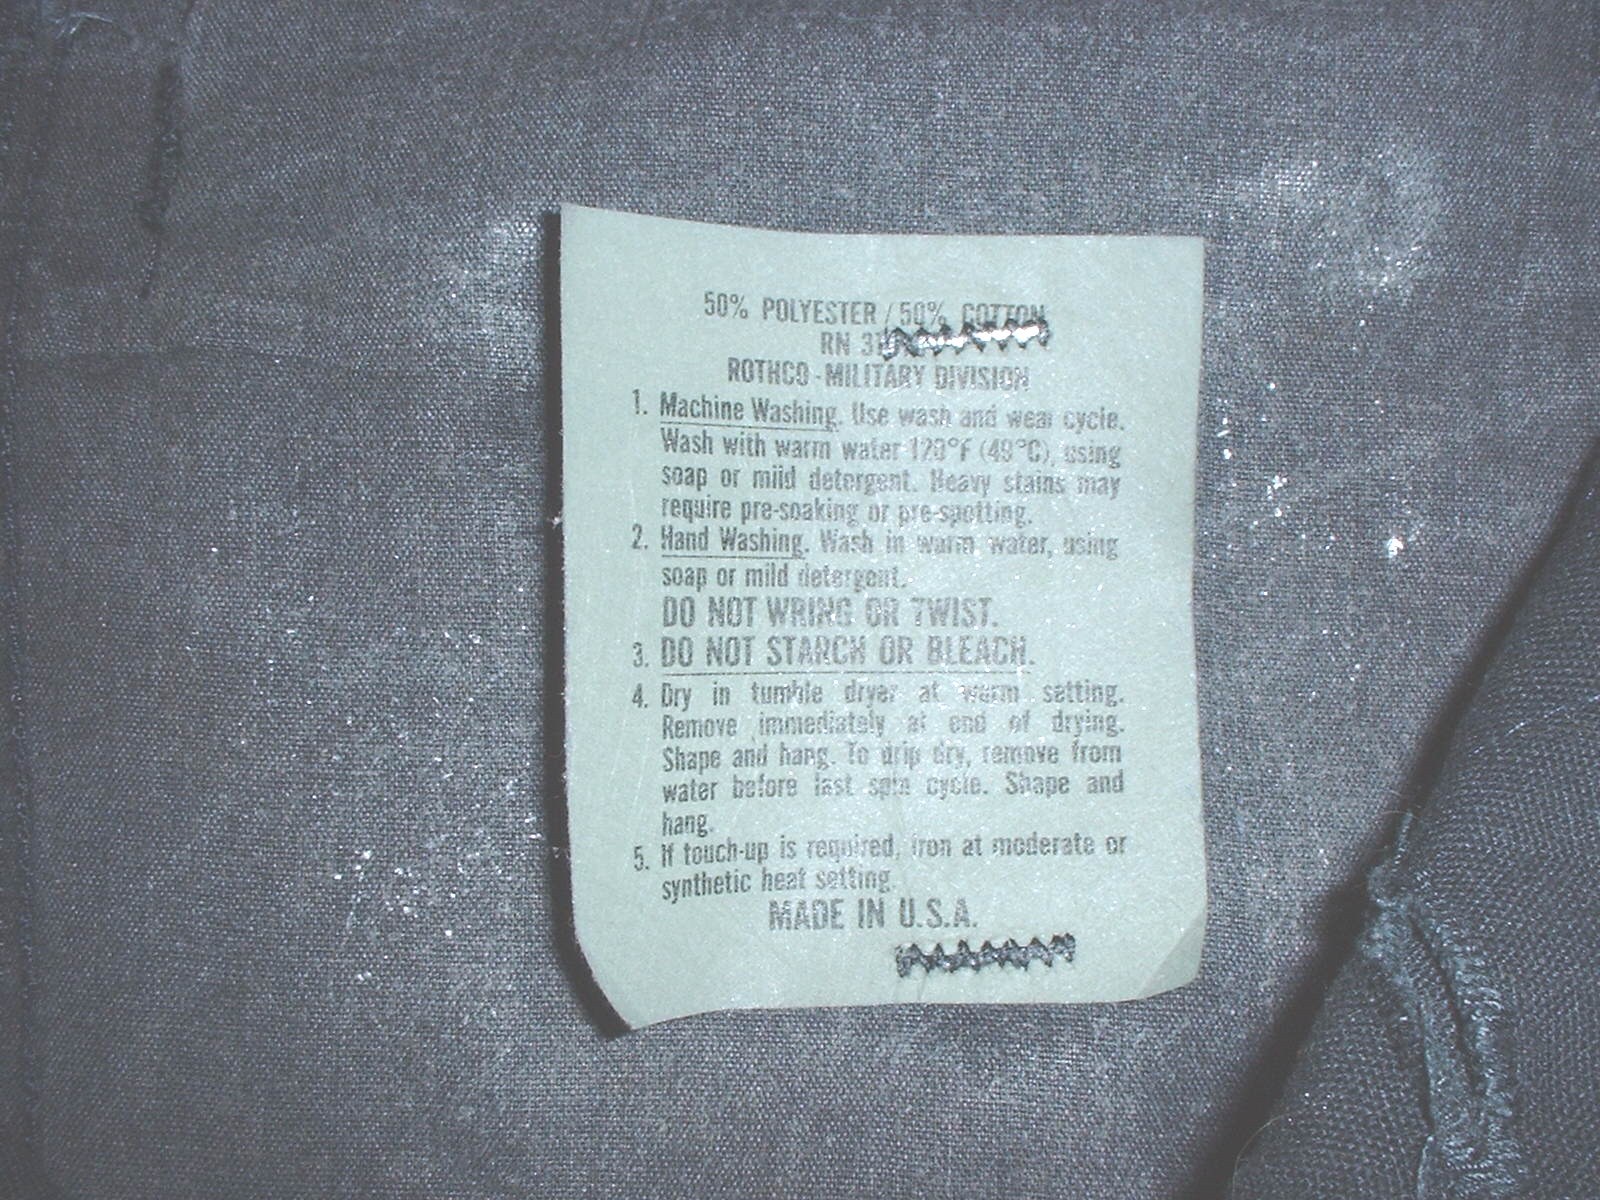 50% POLYESTER / 50% COTTON
RN
ROTHCO - MILITARY DIVISION
1. Machine Washing. Use wash and wear cycle.
Wash with warm water 120°F (49°C), using
soap or mild detergent. Heavy stains may
require pre-soaking or pre-spotting.
2. Hand Washing. Wash in warm water, using
soap or mild detergent.
DO NOT WRING OR TWIST.
3. DO NOT STARCH OR BLEACH.
4. Dry in tumble dryer at warm setting.
Remove immediately at end of drying.
Shape and hang. To drip dry, remove from
water before last spin cycle. Shape and
hang.
5. If touch-up is required, iron at moderate or
synthetic heat setting.
MADE IN U.S.A.